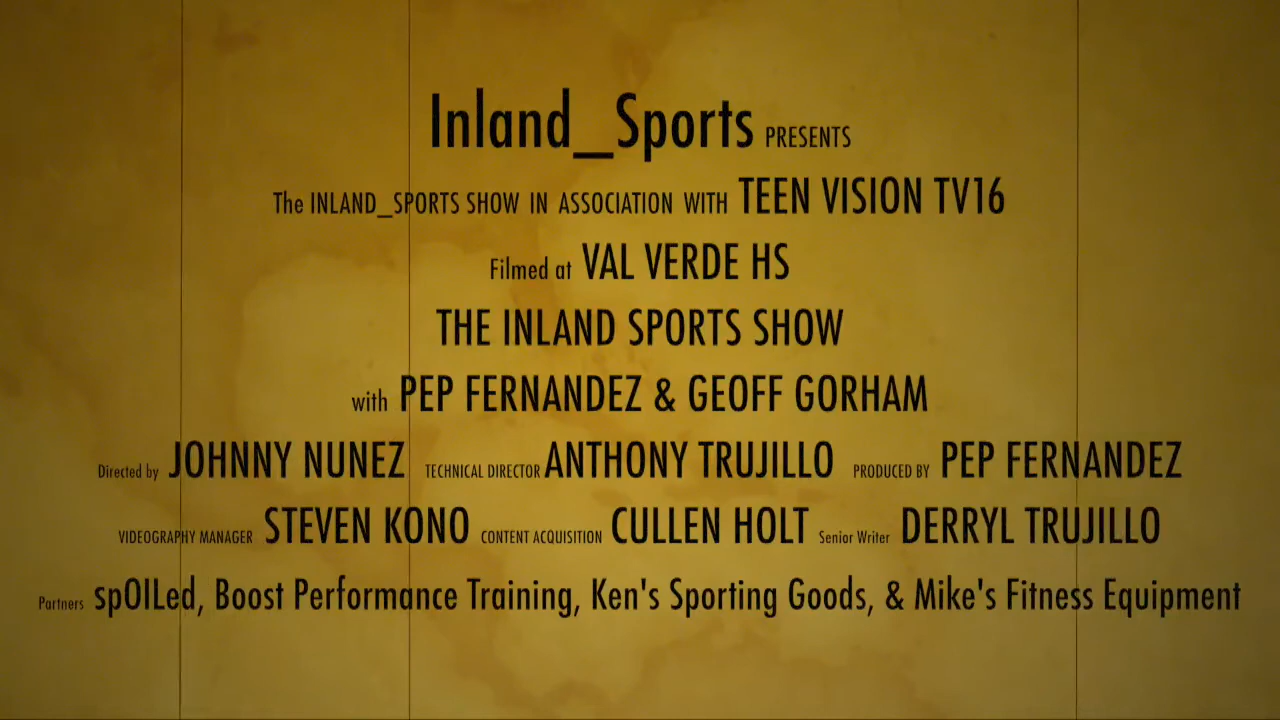 Inland_Sports PRESENTS
The INLAND_SPORTS SHOW IN ASSOCIATION WITH TEEN VISION TV16
Filmed at VAL VERDE HS
THE INLAND SPORTS SHOW
with PEP FERNANDEZ & GEOFF GORHAM
Directed by JOHNNY NUNEZ TECHNICAL DIRECTOR ANTHONY TRUJILLO PRODUCED BY PEP FERNANDEZ
VIDEOGRAPHY MANAGER STEVEN KONO CONTENT ACQUISITION CULLEN HOLT Senior Writer DERRYL TRUJILLO
Partners spOILed, Boost Performance Training, Ken's Sporting Goods, & Mike's Fitness Equipment